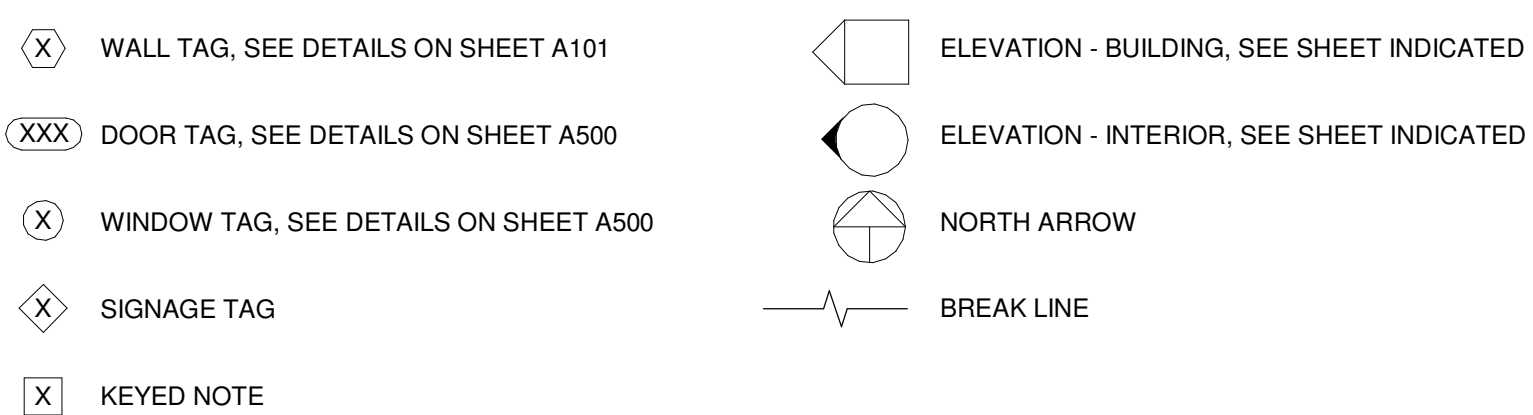 X WALL TAG, SEE DETAILS ON SHEET A101
XXX DOOR TAG, SEE DETAILS ON SHEET A500
X WINDOW TAG, SEE DETAILS ON SHEET A500
X SIGNAGE TAG
X KEYED NOTE
ELEVATION - BUILDING, SEE SHEET INDICATED
ELEVATION - INTERIOR, SEE SHEET INDICATED
NORTH ARROW
BREAK LINE